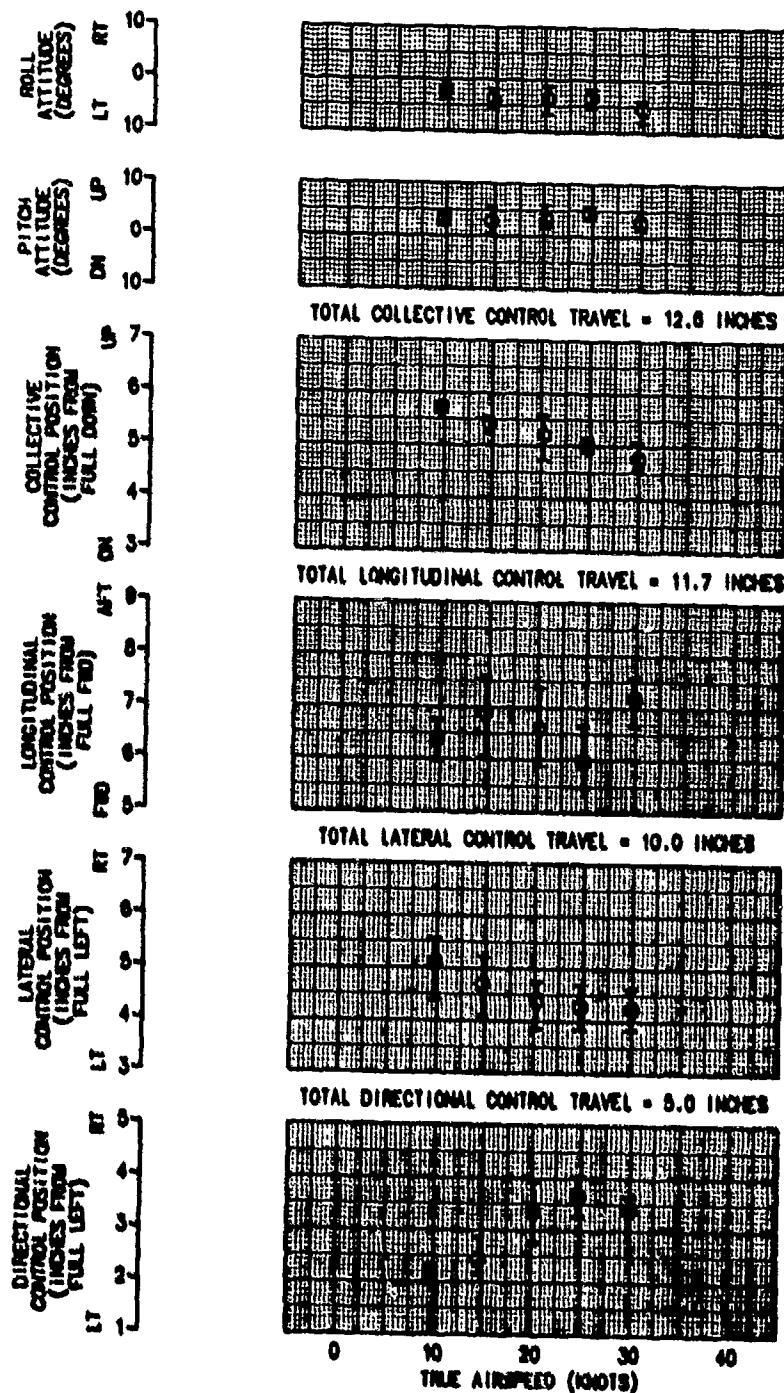 ROLL
ATTITUDE
(DEGREES)
LT RT
10
0
10
PITCH
ATTITUDE
(DEGREES)
DN UP
10
0
10
TOTAL COLLECTIVE CONTROL TRAVEL = 12.6 INCHES
COLLECTIVE
CONTROL POSITION
(INCHES FROM
FULL DOWN)
DN UP
7
6
5
4
3
TOTAL LONGITUDINAL CONTROL TRAVEL = 11.7 INCHES
LONGITUDINAL
CONTROL POSITION
(INCHES FROM
FULL FWD)
FWD AFT
9
8
7
6
5
TOTAL LATERAL CONTROL TRAVEL = 10.0 INCHES
LATERAL
CONTROL POSITION
(INCHES FROM
FULL LEFT)
LT RT
7
6
5
4
3
TOTAL DIRECTIONAL CONTROL TRAVEL = 5.0 INCHES
DIRECTIONAL
CONTROL POSITION
(INCHES FROM
FULL LEFT)
LT RT
5
4
3
2
1
0 10 20 30 40
TRUE AIRSPEED (KNOTS)